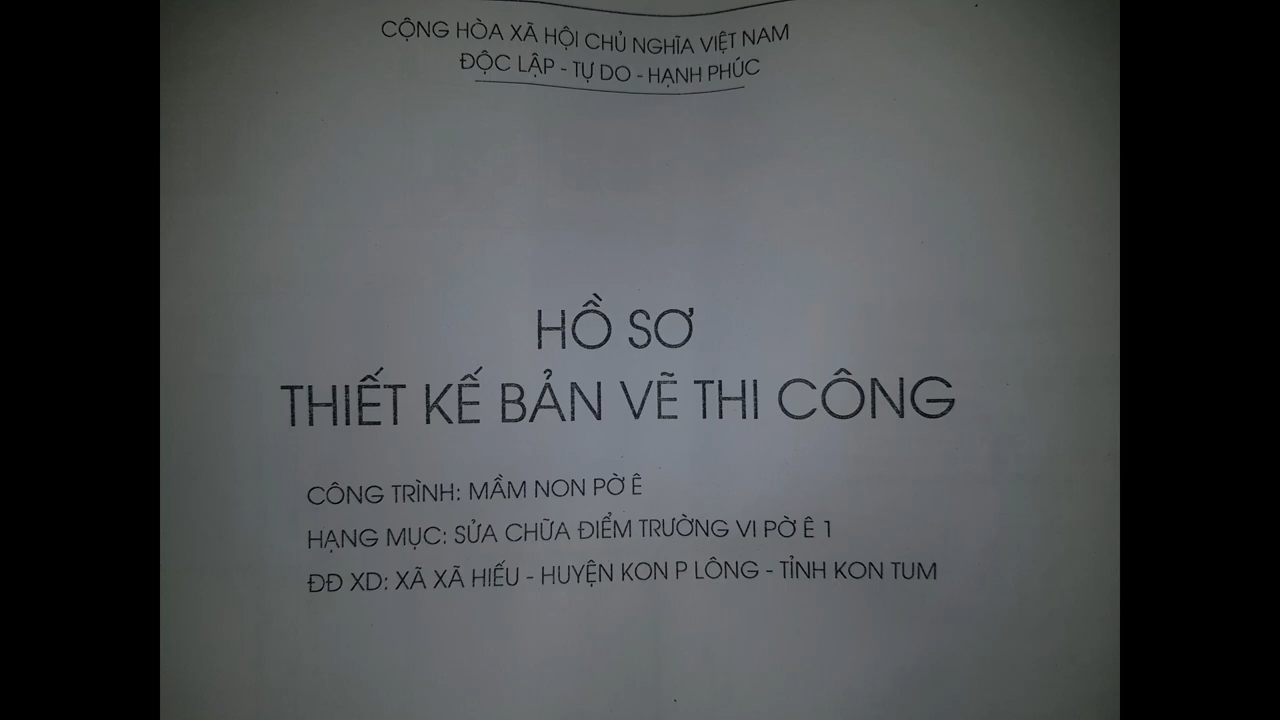 CỘNG HÒA XÃ HỘI CHỦ NGHĨA VIỆT NAM
ĐỘC LẬP - TỰ DO - HẠNH PHÚC
HỒ SƠ
THIẾT KẾ BẢN VẼ THI CÔNG
CÔNG TRÌNH: MẦM NON PỜ Ê
HẠNG MỤC: SỬA CHỮA ĐIỂM TRƯỜNG VI PỜ Ê 1
ĐĐ XD: XÃ XÃ HIẾU - HUYỆN KON P LÔNG - TỈNH KON TUM